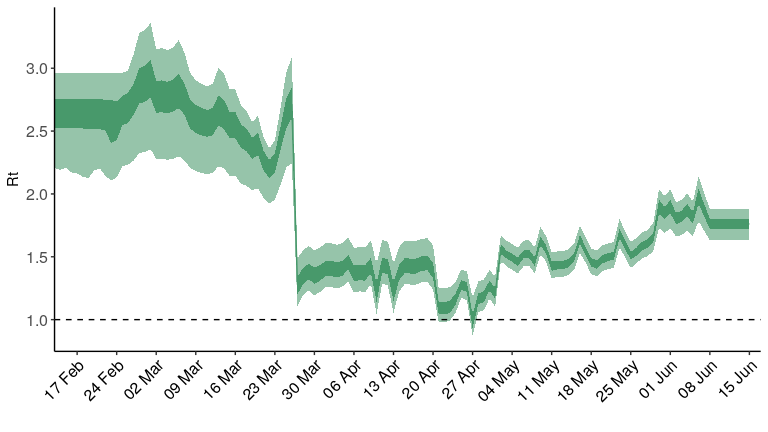 3.0
2.5
2.0
1.5
1.0
Rt
17 Feb
24 Feb
02 Mar
09 Mar
16 Mar
23 Mar
30 Mar
06 Apr
13 Apr
20 Apr
27 Apr
04 May
11 May
18 May
25 May
01 Jun
08 Jun
15 Jun